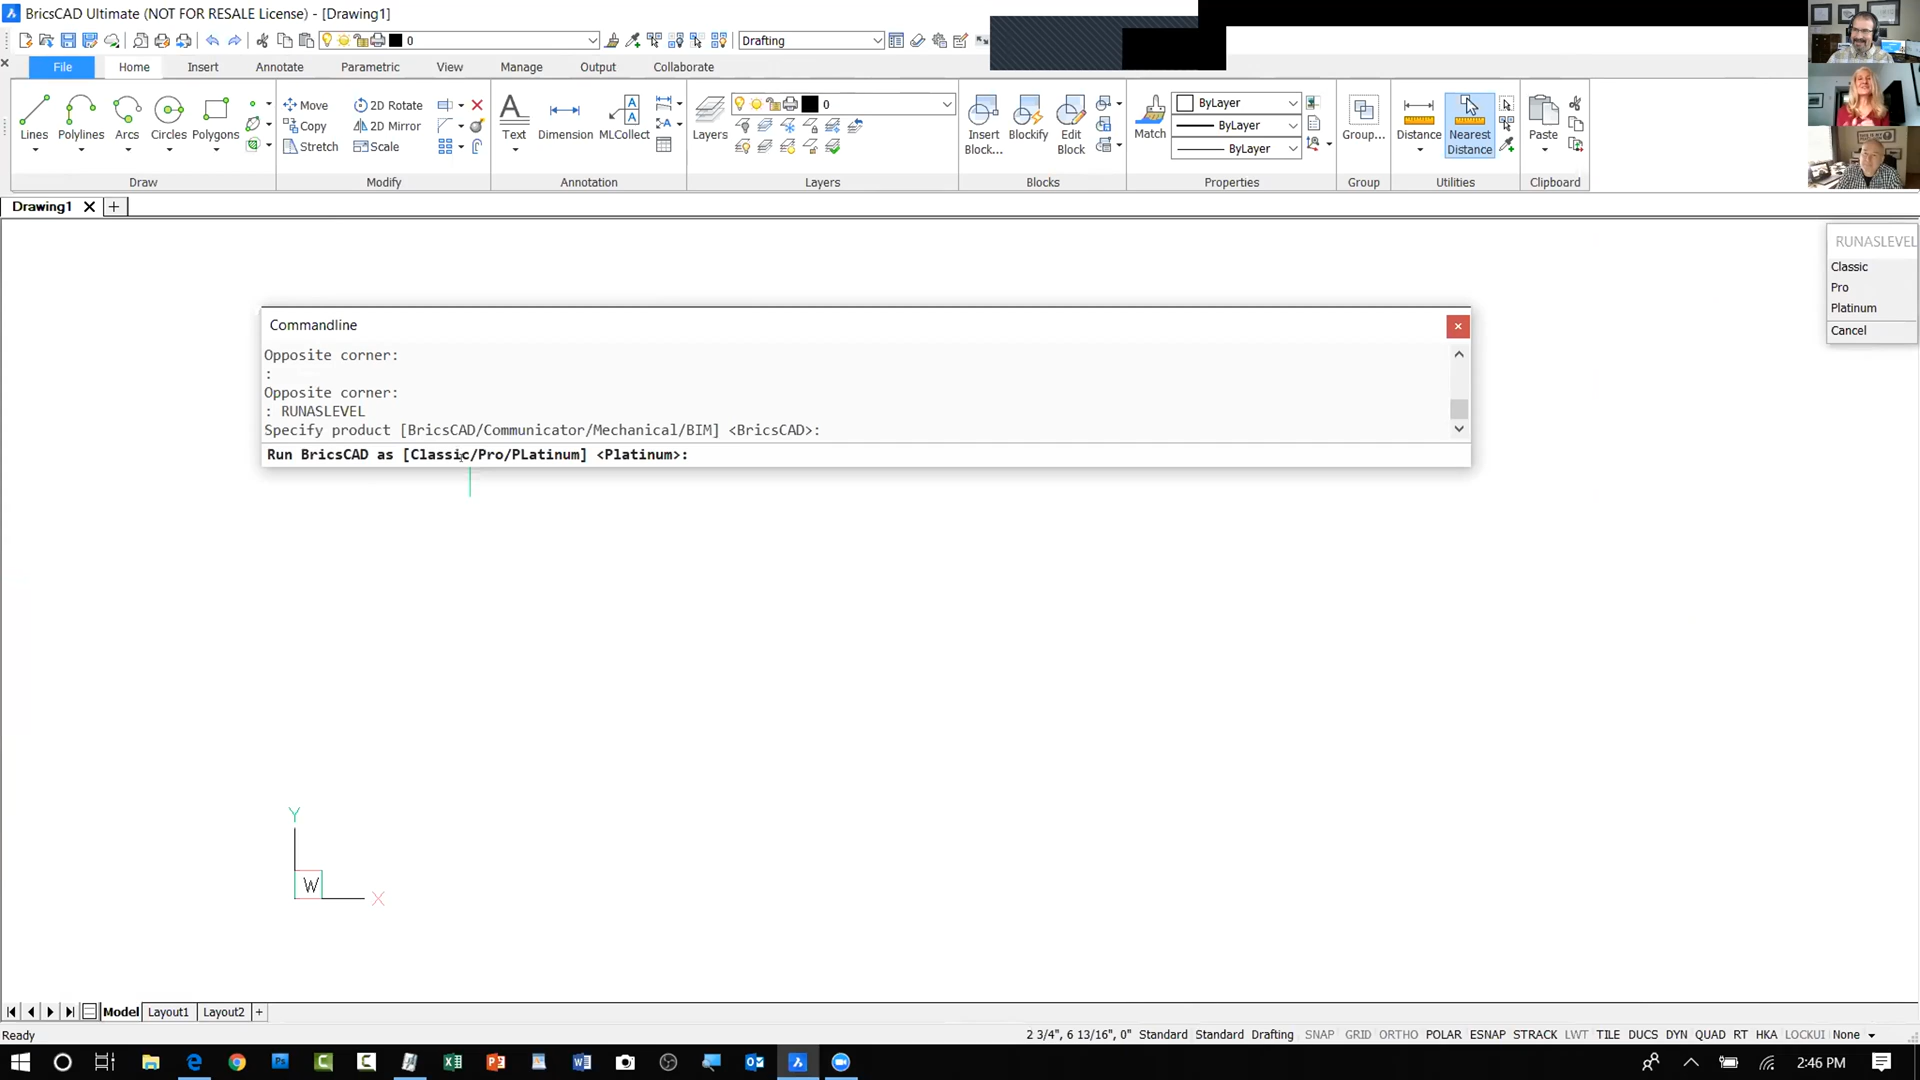 BricsCAD Ultimate (NOT FOR RESALE License) - [Drawing1]
0
Drafting
File Home Insert Annotate Parametric View Manage Output Collaborate
Lines
Polylines
Arcs
Circles
Polygons
Draw
Move
Copy
Stretch
2D Rotate
2D Mirror
Scale
Modify
Text
Dimension
MLCollect
Annotation
Layers
0
Layers
Insert
Block...
Blockify
Edit
Block
Blocks
Match
ByLayer
ByLayer
ByLayer
Properties
Group...
Group
Distance
Nearest
Distance
Utilities
Paste
Clipboard
Drawing1
RUNASLEVEL
Classic
Pro
Platinum
Cancel
Commandline
Opposite corner:
:
Opposite corner:
: RUNASLEVEL
Specify product [BricsCAD/Communicator/Mechanical/BIM] <BricsCAD>:
Run BricsCAD as [Classic/Pro/PLatinum] <Platinum>:
Y
W
X
Model Layout1 Layout2 +
Ready
2 3/4", 6 13/16", 0" Standard Standard Drafting SNAP GRID ORTHO POLAR ESNAP STRACK LWT TILE DUCS DYN QUAD RT HKA LOCKUI None
2:46 PM